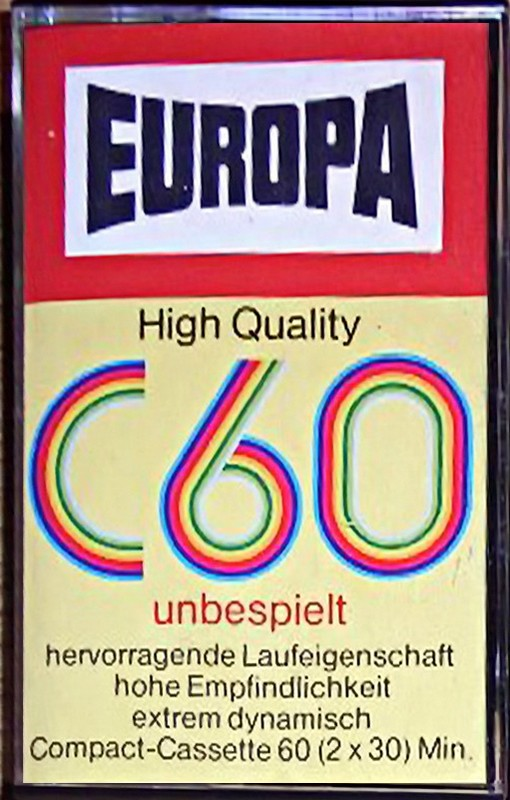 EUROPA
High Quality
C60
unbespielt
hervorragende Laufeigenschaft
hohe Empfindlichkeit
extrem dynamisch
Compact-Cassette 60 (2 x 30) Min.